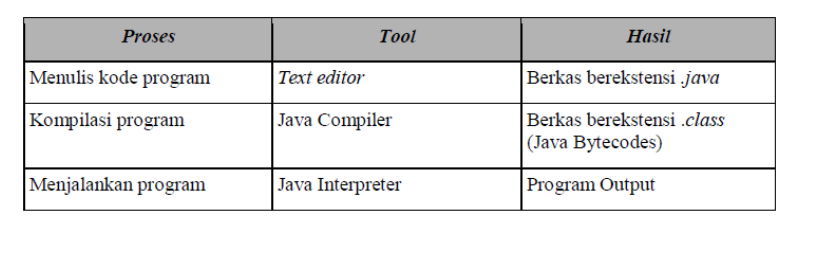 Proses Tool Hasil
Menulis kode program Text editor Berkas berekstensi .java
Kompilasi program Java Compiler Berkas berekstensi .class
(Java Bytecodes)
Menjalankan program Java Interpreter Program Output